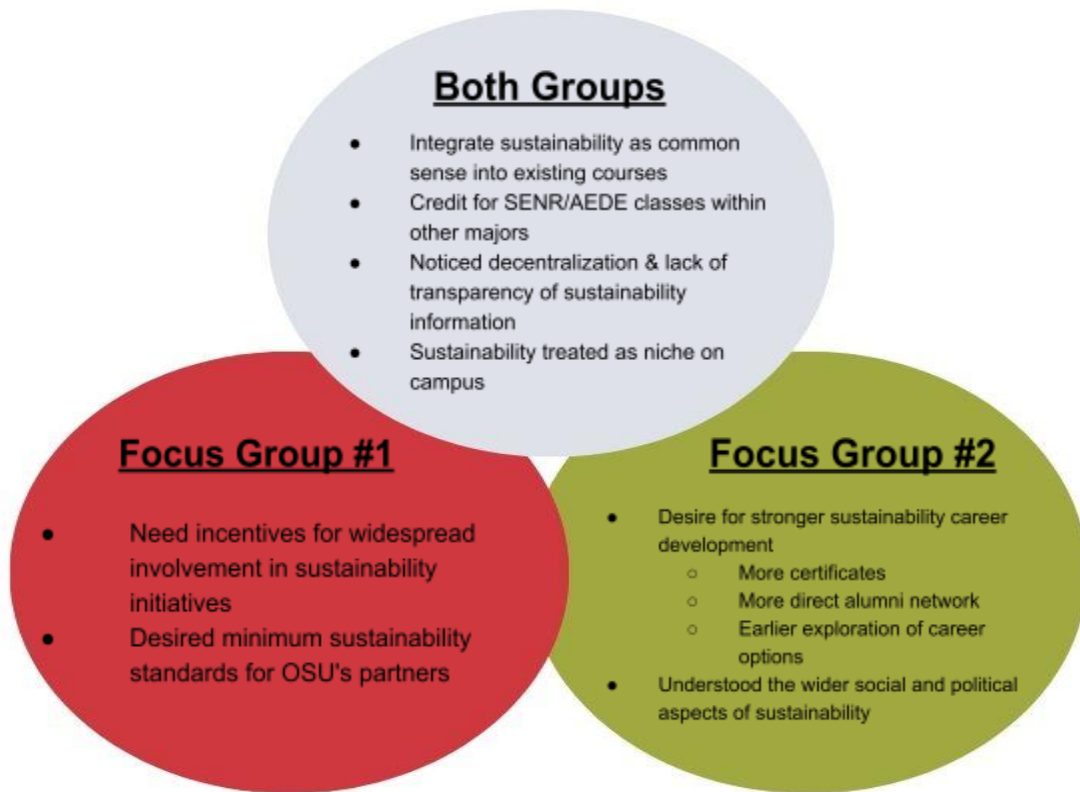 Both Groups
● Integrate sustainability as common
sense into existing courses
● Credit for SENR/AEDE classes within
other majors
● Noticed decentralization & lack of
transparency of sustainability
information
● Sustainability treated as niche on
campus
Focus Group #1
● Need incentives for widespread
involvement in sustainability
initiatives
● Desired minimum sustainability
standards for OSU's partners
Focus Group #2
● Desire for stronger sustainability career
development
○ More certificates
○ More direct alumni network
○ Earlier exploration of career
options
● Understood the wider social and political
aspects of sustainability